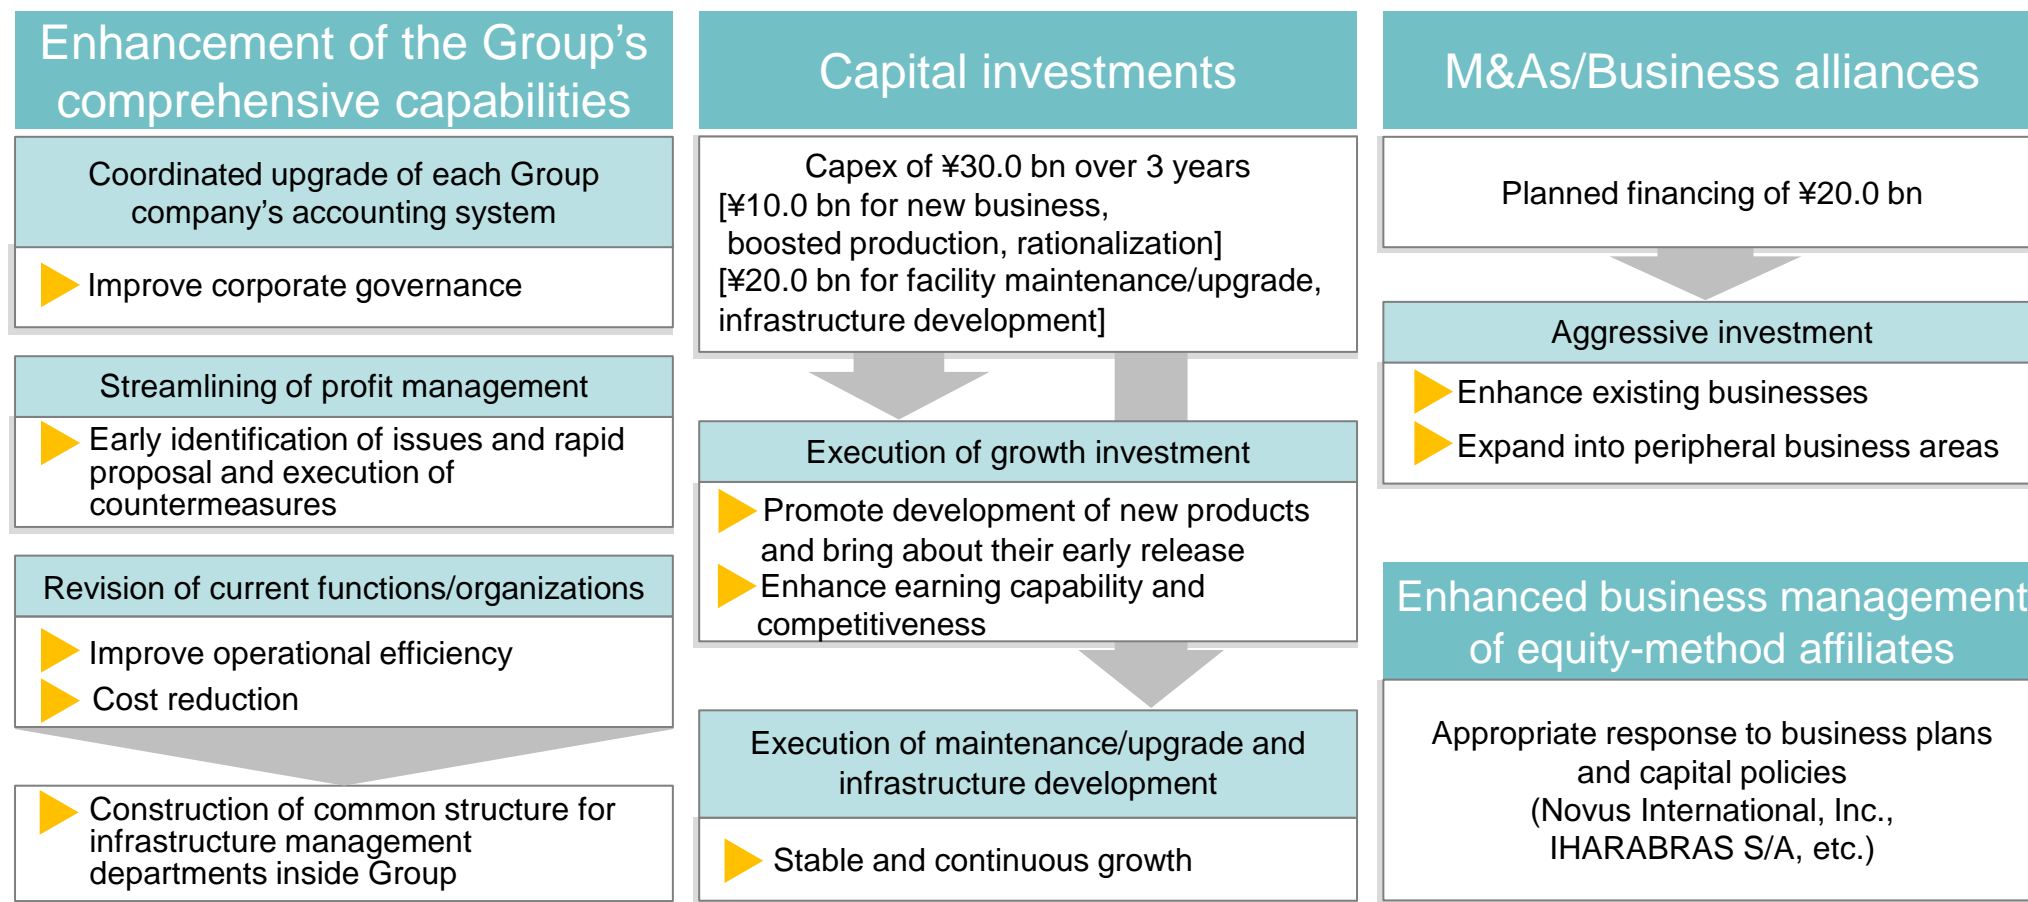 Enhancement of the Group’s
comprehensive capabilities
Coordinated upgrade of each Group
company’s accounting system
Improve corporate governance
Streamlining of profit management
Early identification of issues and rapid
proposal and execution of
countermeasures
Revision of current functions/organizations
Improve operational efficiency
Cost reduction
Construction of common structure for
infrastructure management
departments inside Group
Capital investments
Capex of ¥30.0 bn over 3 years
[¥10.0 bn for new business,
boosted production, rationalization]
[¥20.0 bn for facility maintenance/upgrade,
infrastructure development]
Execution of growth investment
Promote development of new products
and bring about their early release
Enhance earning capability and
competitiveness
Execution of maintenance/upgrade and
infrastructure development
Stable and continuous growth
M&As/Business alliances
Planned financing of ¥20.0 bn
Aggressive investment
Enhance existing businesses
Expand into peripheral business areas
Enhanced business management
of equity-method affiliates
Appropriate response to business plans
and capital policies
(Novus International, Inc.,
IHARABRAS S/A, etc.)